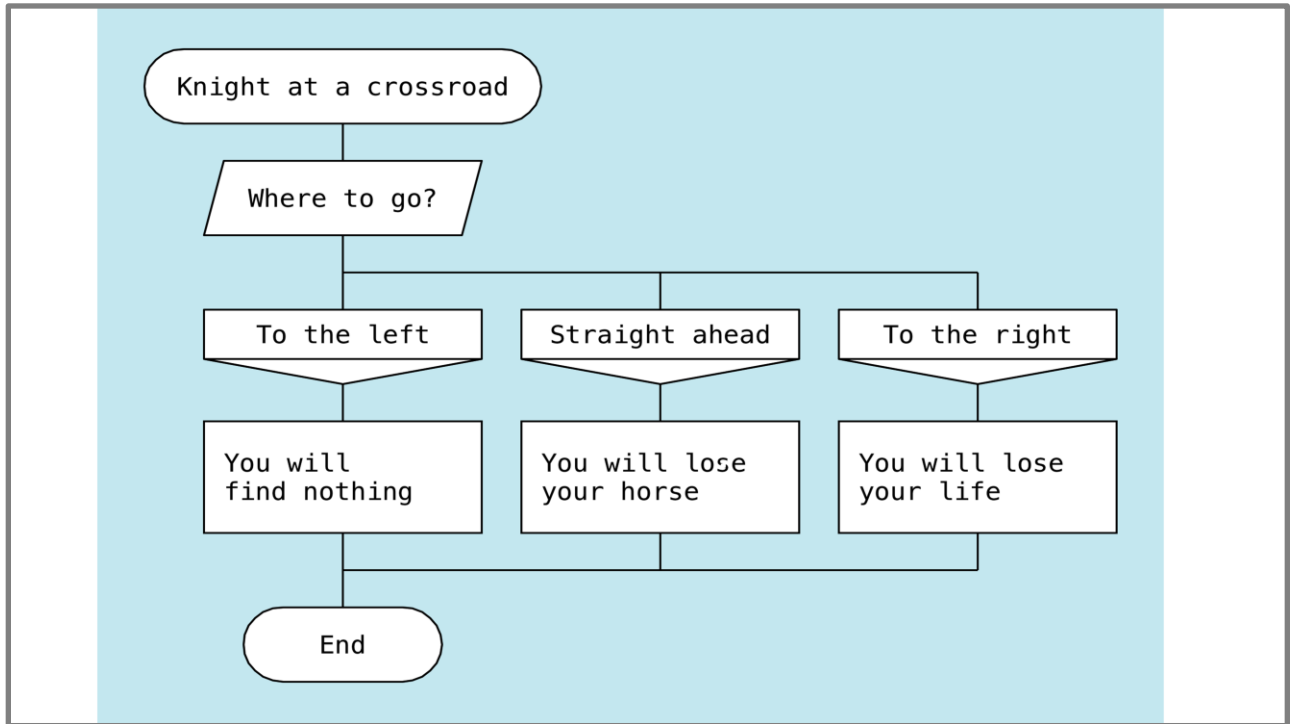 Knight at a crossroad
Where to go?
To the left
Straight ahead
To the right
You will
find nothing
You will lose
your horse
You will lose
your life
End